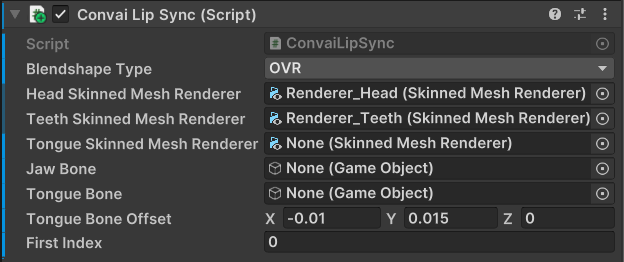 Convai Lip Sync (Script)
Script ConvaiLipSync
Blendshape Type OVR
Head Skinned Mesh Renderer Renderer_Head (Skinned Mesh Renderer)
Teeth Skinned Mesh Renderer Renderer_Teeth (Skinned Mesh Renderer)
Tongue Skinned Mesh Renderer None (Skinned Mesh Renderer)
Jaw Bone None (Game Object)
Tongue Bone None (Game Object)
Tongue Bone Offset X -0.01 Y 0.015 Z 0
First Index 0